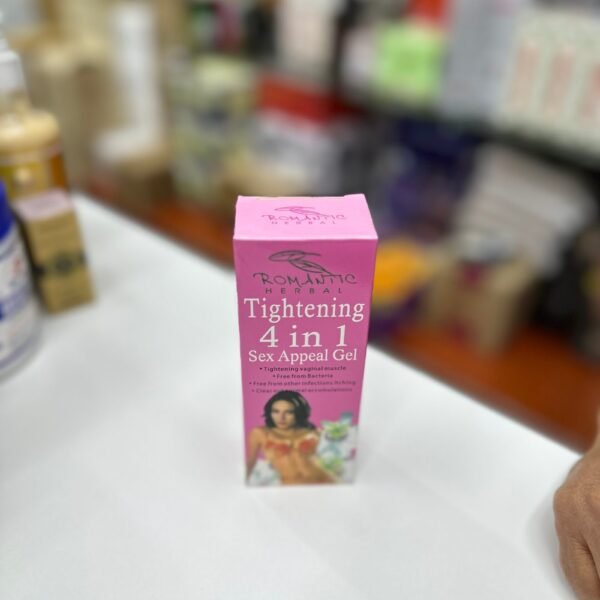 ROMANTIC
HERBAL
ROMANTIC
HERBAL
Tightening
4 in 1
Sex Appeal Gel
• Tightening vaginal muscle
• Free from Bacteria
• Free from other infections itching